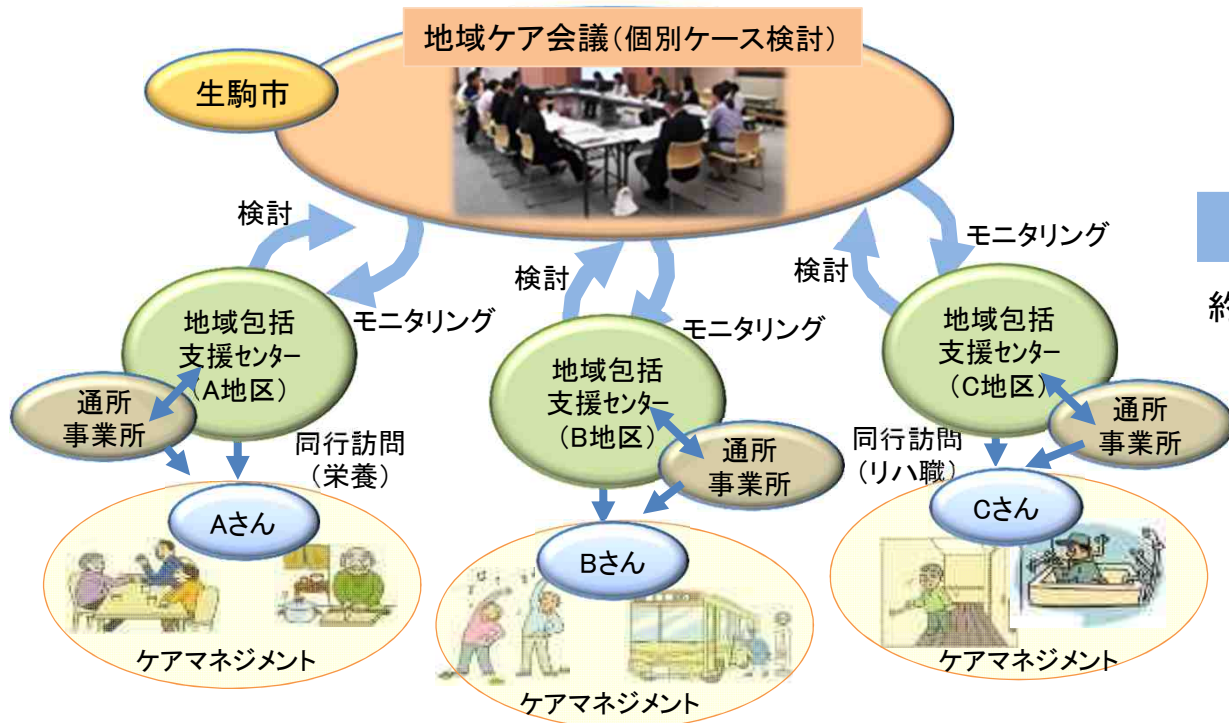 地域ケア会議(個別ケース検討)
生駒市
検討
モニタリング
検討
モニタリング
検討
モニタリング
地域包括
支援センター
(A地区)
通所
事業所
同行訪問
(栄養)
Aさん
ケアマネジメント
地域包括
支援センター
(B地区)
通所
事業所
Bさん
ケアマネジメント
地域包括
支援センター
(C地区)
通所
事業所
同行訪問
(リハ職)
Cさん
ケアマネジメント